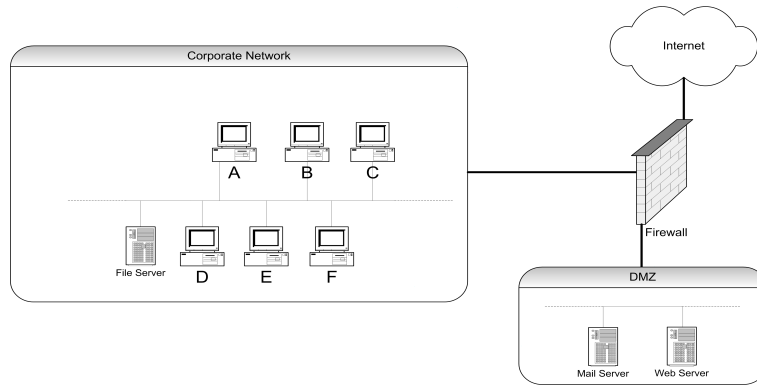 Corporate Network
Internet
A
B
C
Firewall
File Server
D
E
F
DMZ
Mail Server
Web Server